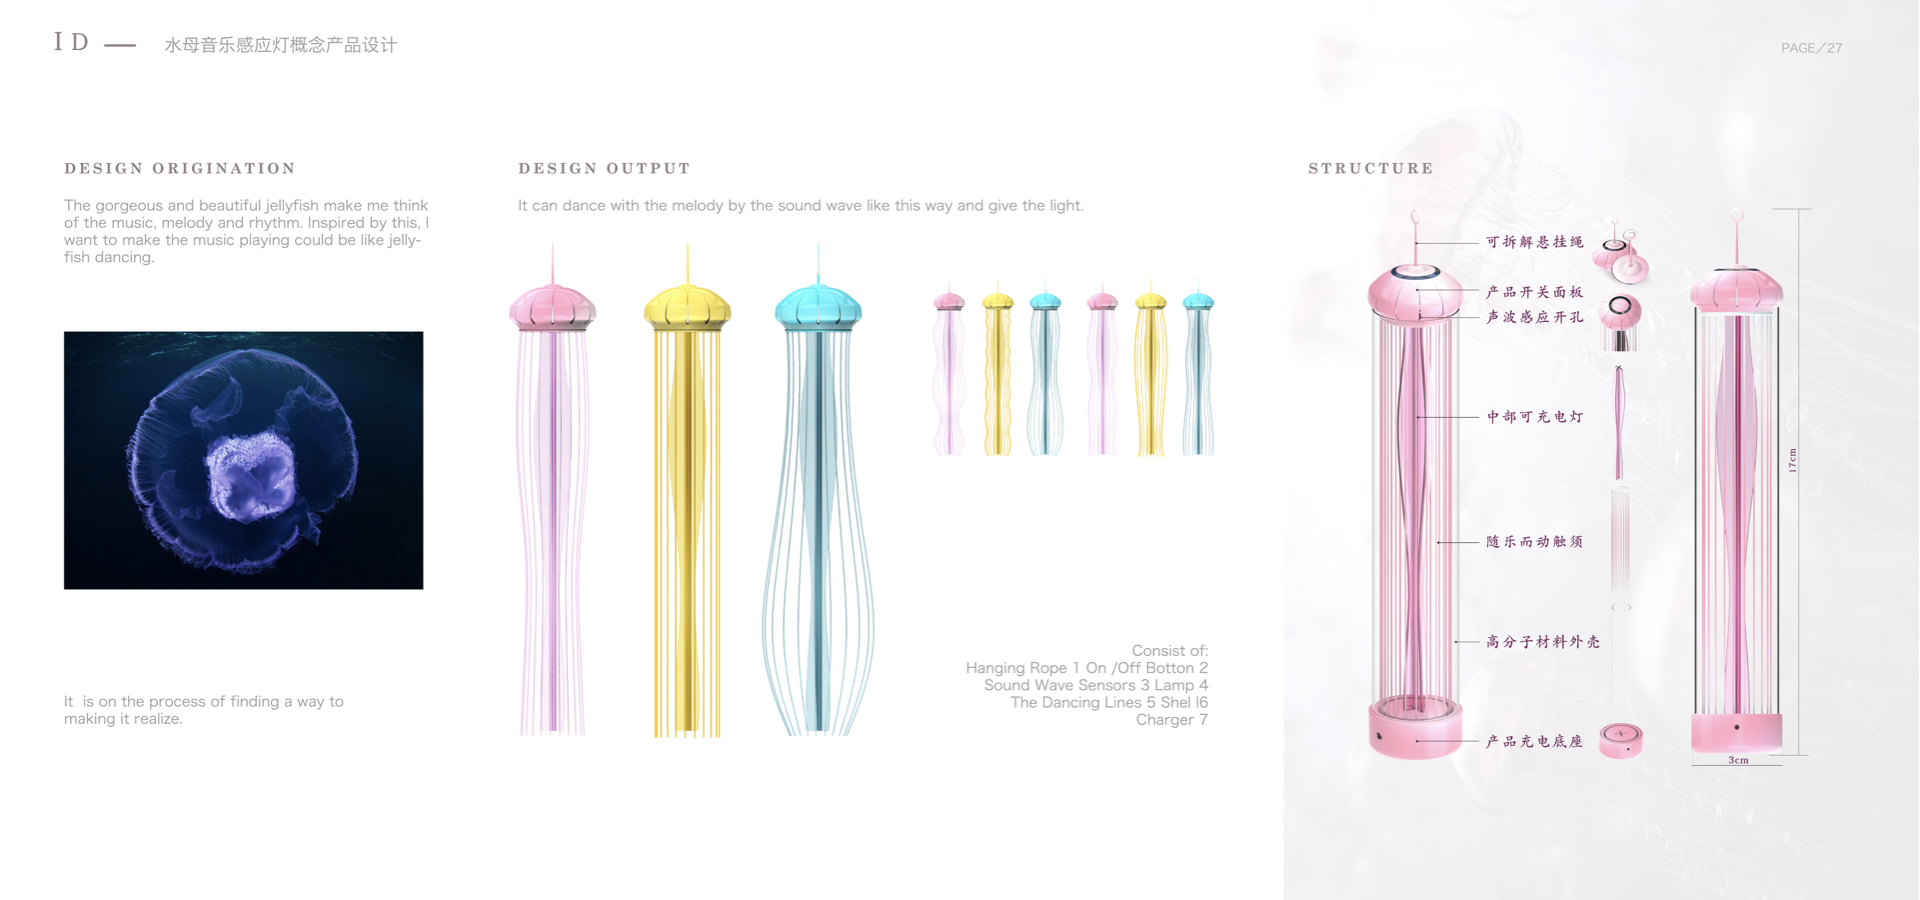 ID — 水母音乐感应灯概念产品设计
PAGE／27
DESIGN ORIGINATION
The gorgeous and beautiful jellyfish make me think
of the music, melody and rhythm. Inspired by this, I
want to make the music playing could be like jelly-
fish dancing.
It is on the process of finding a way to
making it realize.
DESIGN OUTPUT
It can dance with the melody by the sound wave like this way and give the light.
Consist of:
Hanging Rope 1 On /Off Botton 2
Sound Wave Sensors 3 Lamp 4
The Dancing Lines 5 Shel l6
Charger 7
STRUCTURE
可拆解悬挂绳
产品开关面板
声波感应开孔
中部可充电灯
随乐而动触须
高分子材料外壳
产品充电底座
17cm
3cm